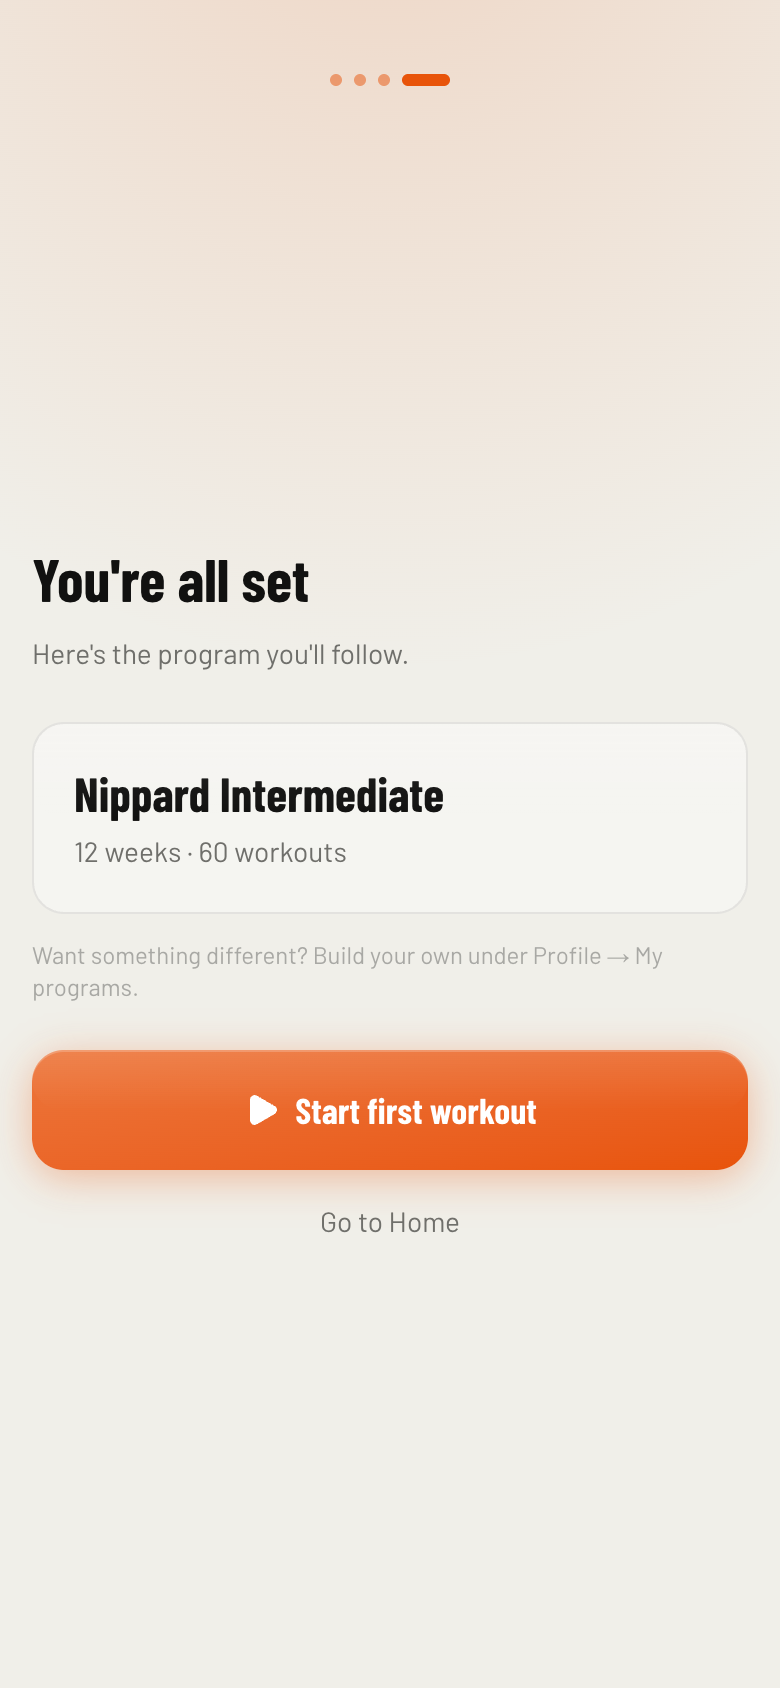 You're all set
Here's the program you'll follow.
Nippard Intermediate
12 weeks · 60 workouts
Want something different? Build your own under Profile → My
programs.
Start first workout
Go to Home